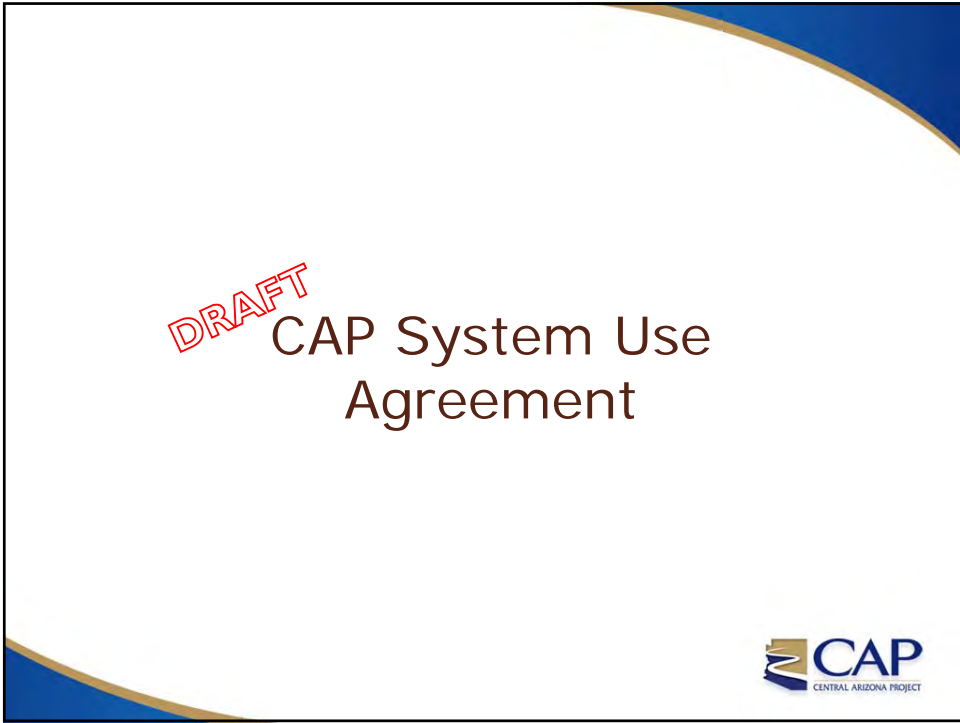 DRAFT
CAP System Use
Agreement
CAP
CENTRAL ARIZONA PROJECT